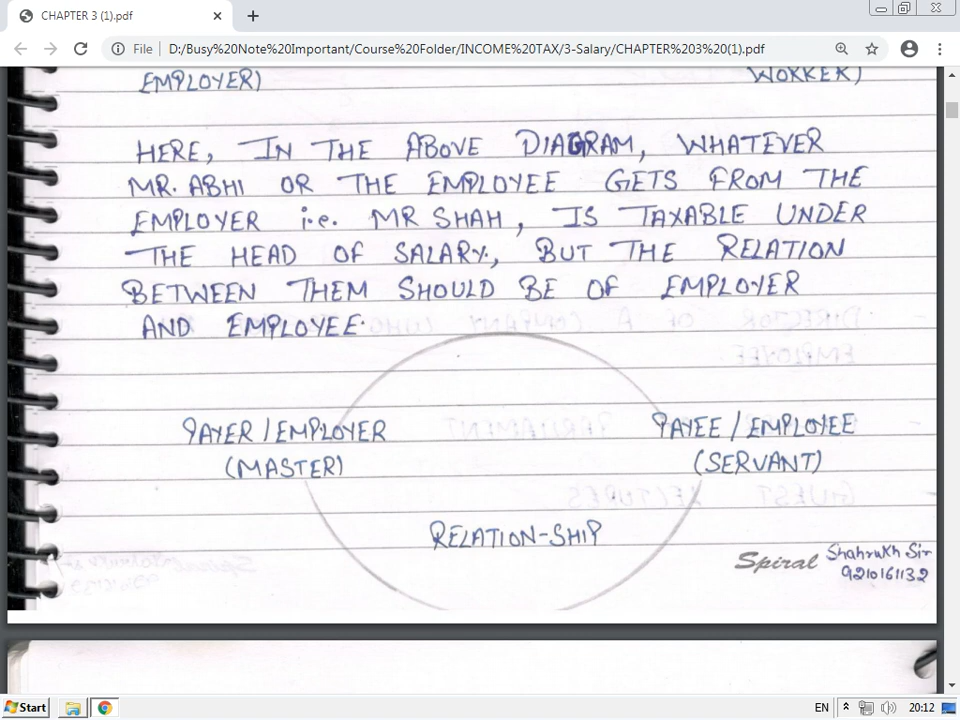 CHAPTER 3 (1).pdf
File D:/Busy%20Note%20Important/Course%20Folder/INCOME%20TAX/3-Salary/CHAPTER%203%20(1).pdf
EMPLOYER) WORKER)
HERE, IN THE ABOVE DIAGRAM, WHATEVER
MR. ABHI OR THE EMPLOYEE GETS FROM THE
EMPLOYER i.e. MR SHAH, IS TAXABLE UNDER
THE HEAD OF SALARY, BUT THE RELATION
BETWEEN THEM SHOULD BE OF EMPLOYER
AND EMPLOYEE.
PAYER / EMPLOYER PAYEE / EMPLOYEE
(MASTER) (SERVANT)
RELATION-SHIP
Spiral Shahrukh Sir
9210161132
Start EN 20:12